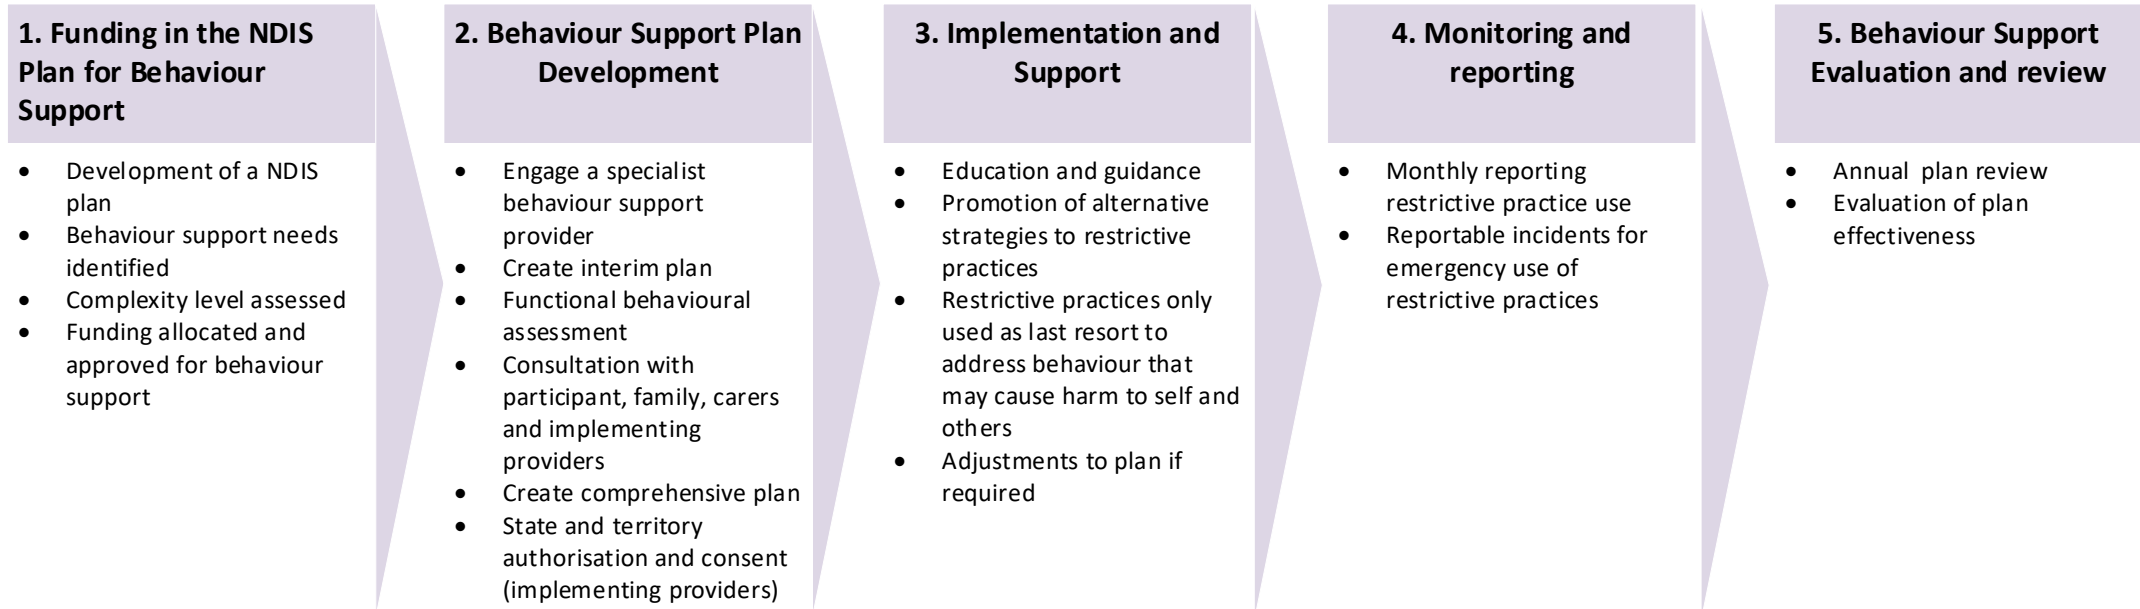 1. Funding in the NDIS
Plan for Behaviour
Support
• Development of a NDIS
plan
• Behaviour support needs
identified
• Complexity level assessed
• Funding allocated and
approved for behaviour
support
2. Behaviour Support Plan
Development
• Engage a specialist
behaviour support
provider
• Create interim plan
• Functional behavioural
assessment
• Consultation with
participant, family, carers
and implementing
providers
• Create comprehensive plan
• State and territory
authorisation and consent
(implementing providers)
3. Implementation and
Support
• Education and guidance
• Promotion of alternative
strategies to restrictive
practices
• Restrictive practices only
used as last resort to
address behaviour that
may cause harm to self and
others
• Adjustments to plan if
required
4. Monitoring and
reporting
• Monthly reporting
restrictive practice use
• Reportable incidents for
emergency use of
restrictive practices
5. Behaviour Support
Evaluation and review
• Annual plan review
• Evaluation of plan
effectiveness